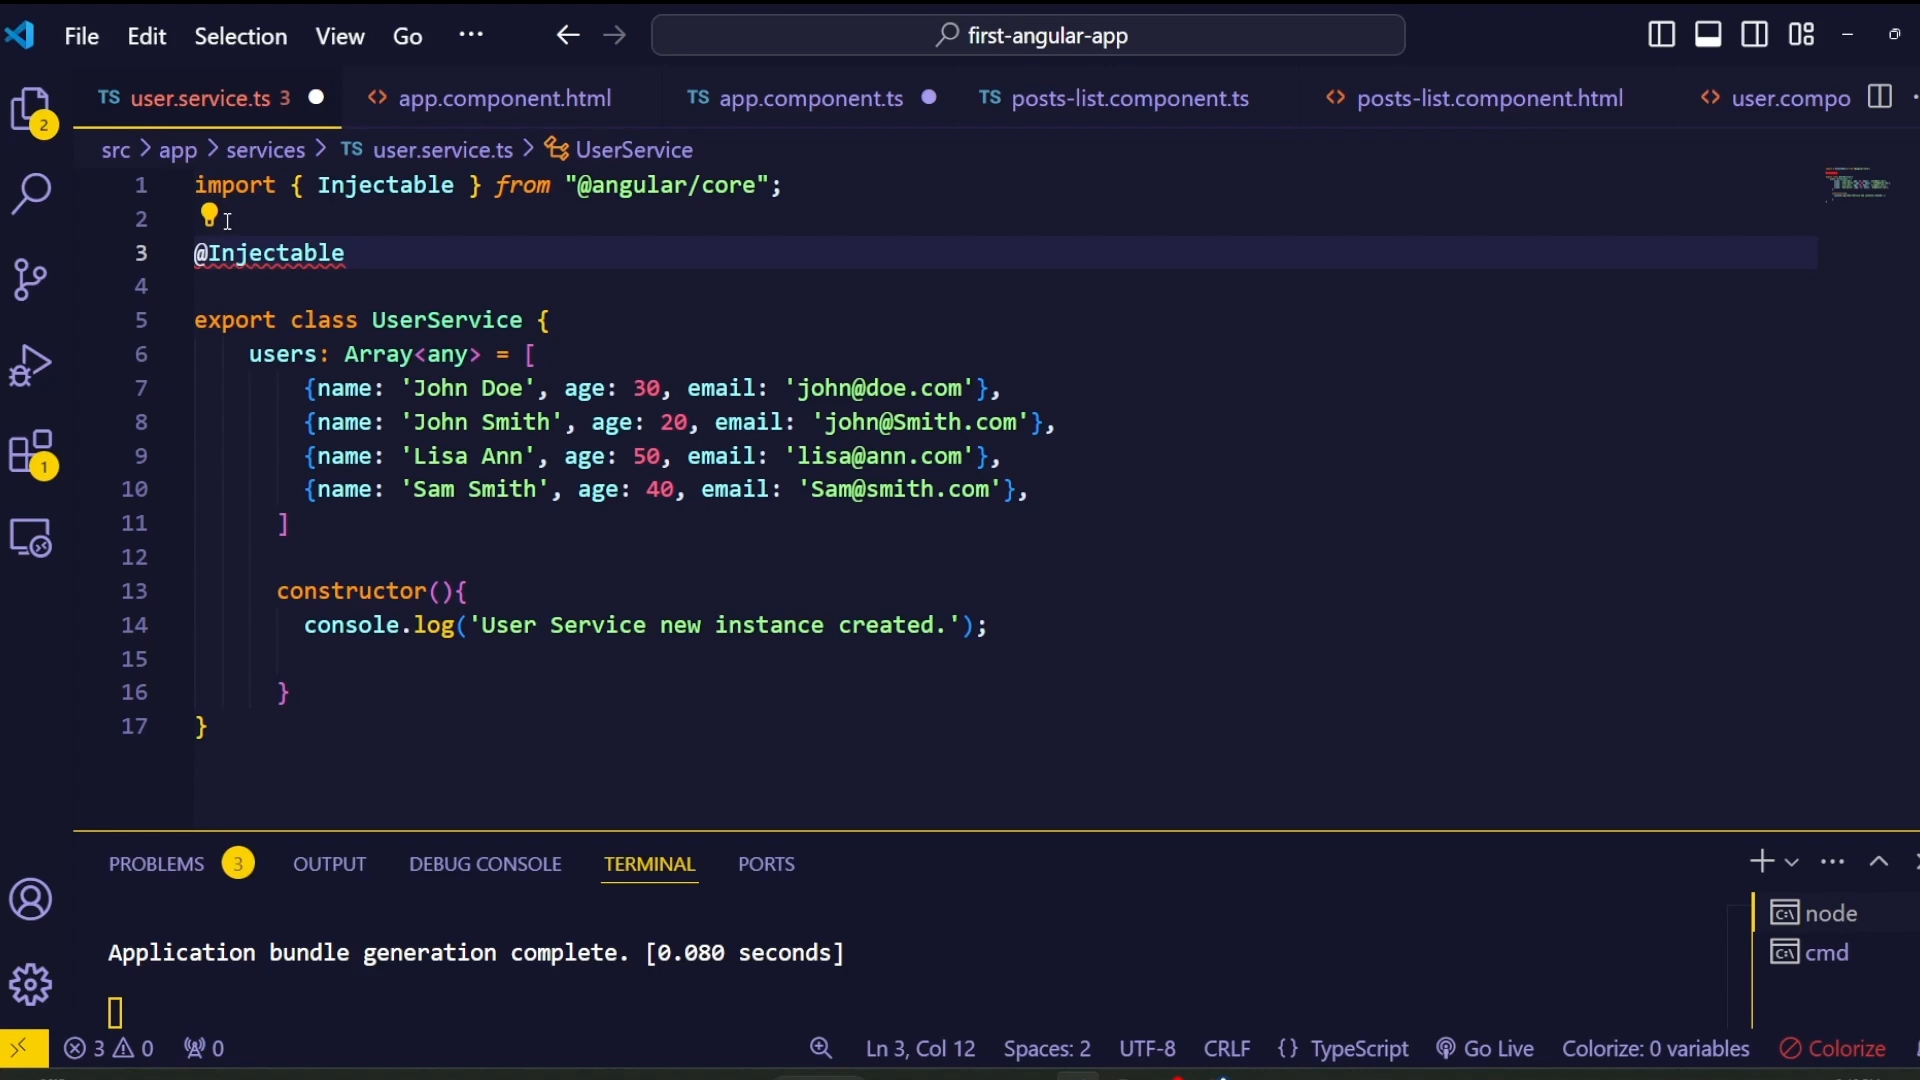 File Edit Selection View Go ··· first-angular-app
TS user.service.ts 3 <> app.component.html TS app.component.ts TS posts-list.component.ts <> posts-list.component.html <> user.compo
2
src > app > services > TS user.service.ts > UserService
1 import { Injectable } from "@angular/core";
2
3 @Injectable
4
5 export class UserService {
6 users: Array<any> = [
7 {name: 'John Doe', age: 30, email: 'john@doe.com'},
8 {name: 'John Smith', age: 20, email: 'john@Smith.com'},
9 {name: 'Lisa Ann', age: 50, email: 'lisa@ann.com'},
1
10 {name: 'Sam Smith', age: 40, email: 'Sam@smith.com'},
11 ]
12
13 constructor(){
14 console.log('User Service new instance created.');
15
16 }
17 }
PROBLEMS 3 OUTPUT DEBUG CONSOLE TERMINAL PORTS
node
Application bundle generation complete. [0.080 seconds]
cmd
3 0 0 Ln 3, Col 12 Spaces: 2 UTF-8 CRLF {} TypeScript Go Live Colorize: 0 variables Colorize